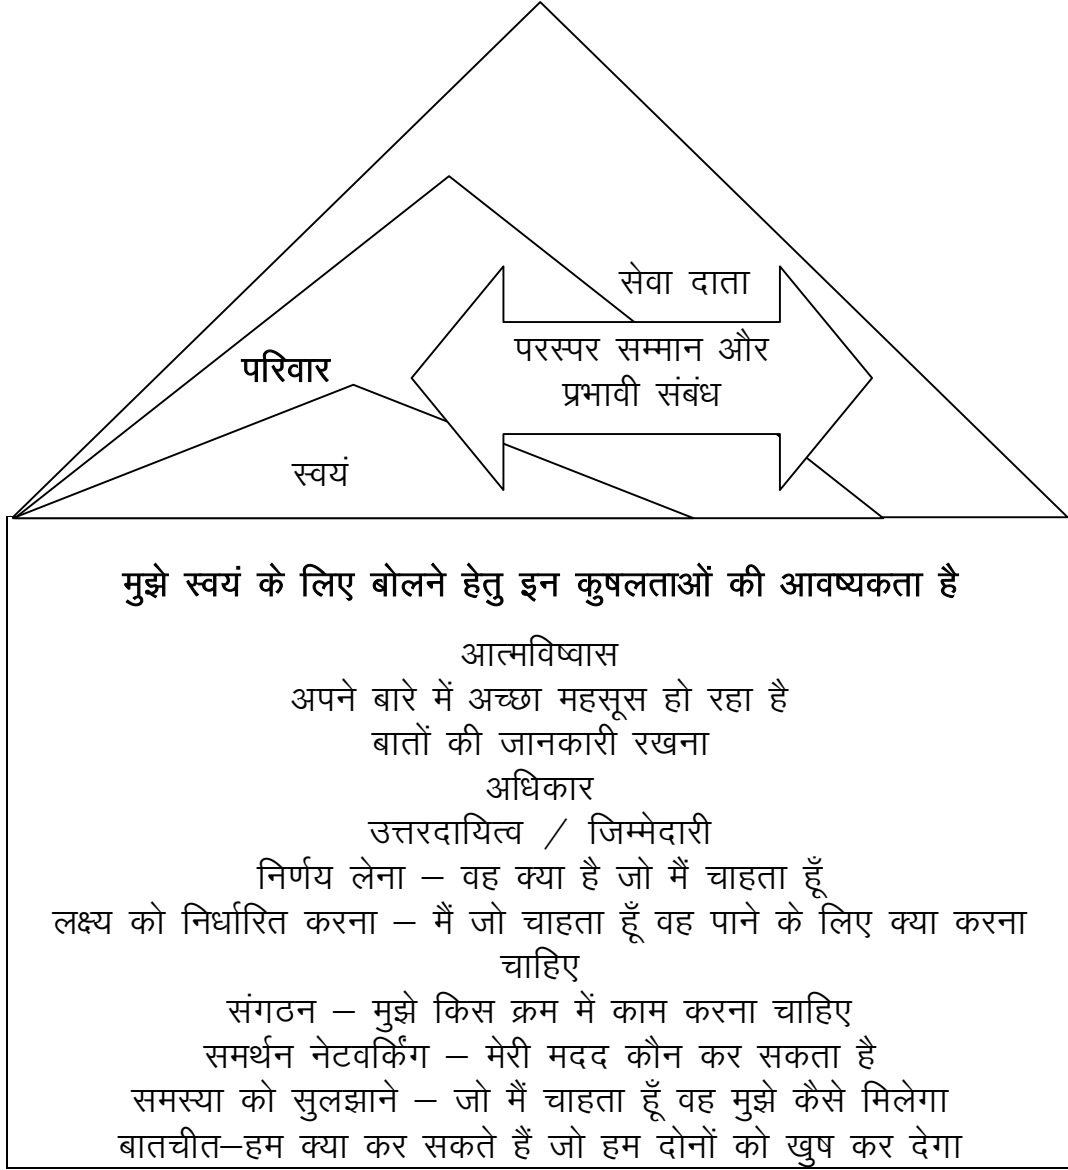 सेवा दाता
परस्पर सम्मान और
प्रभावी संबंध
परिवार
स्वयं
मुझे स्वयं के लिए बोलने हेतु इन कुषलताओं की आवष्यकता है
आत्मविष्वास
अपने बारे में अच्छा महसूस हो रहा है
बातों की जानकारी रखना
अधिकार
उत्तरदायित्व / जिम्मेदारी
निर्णय लेना – वह क्या है जो मैं चाहता हूँ
लक्ष्य को निर्धारित करना – मैं जो चाहता हूँ वह पाने के लिए क्या करना
चाहिए
संगठन – मुझे किस क्रम में काम करना चाहिए
समर्थन नेटवर्किंग – मेरी मदद कौन कर सकता है
समस्या को सुलझाने – जो मैं चाहता हूँ वह मुझे कैसे मिलेगा
बातचीत–हम क्या कर सकते हैं जो हम दोनों को खुष कर देगा